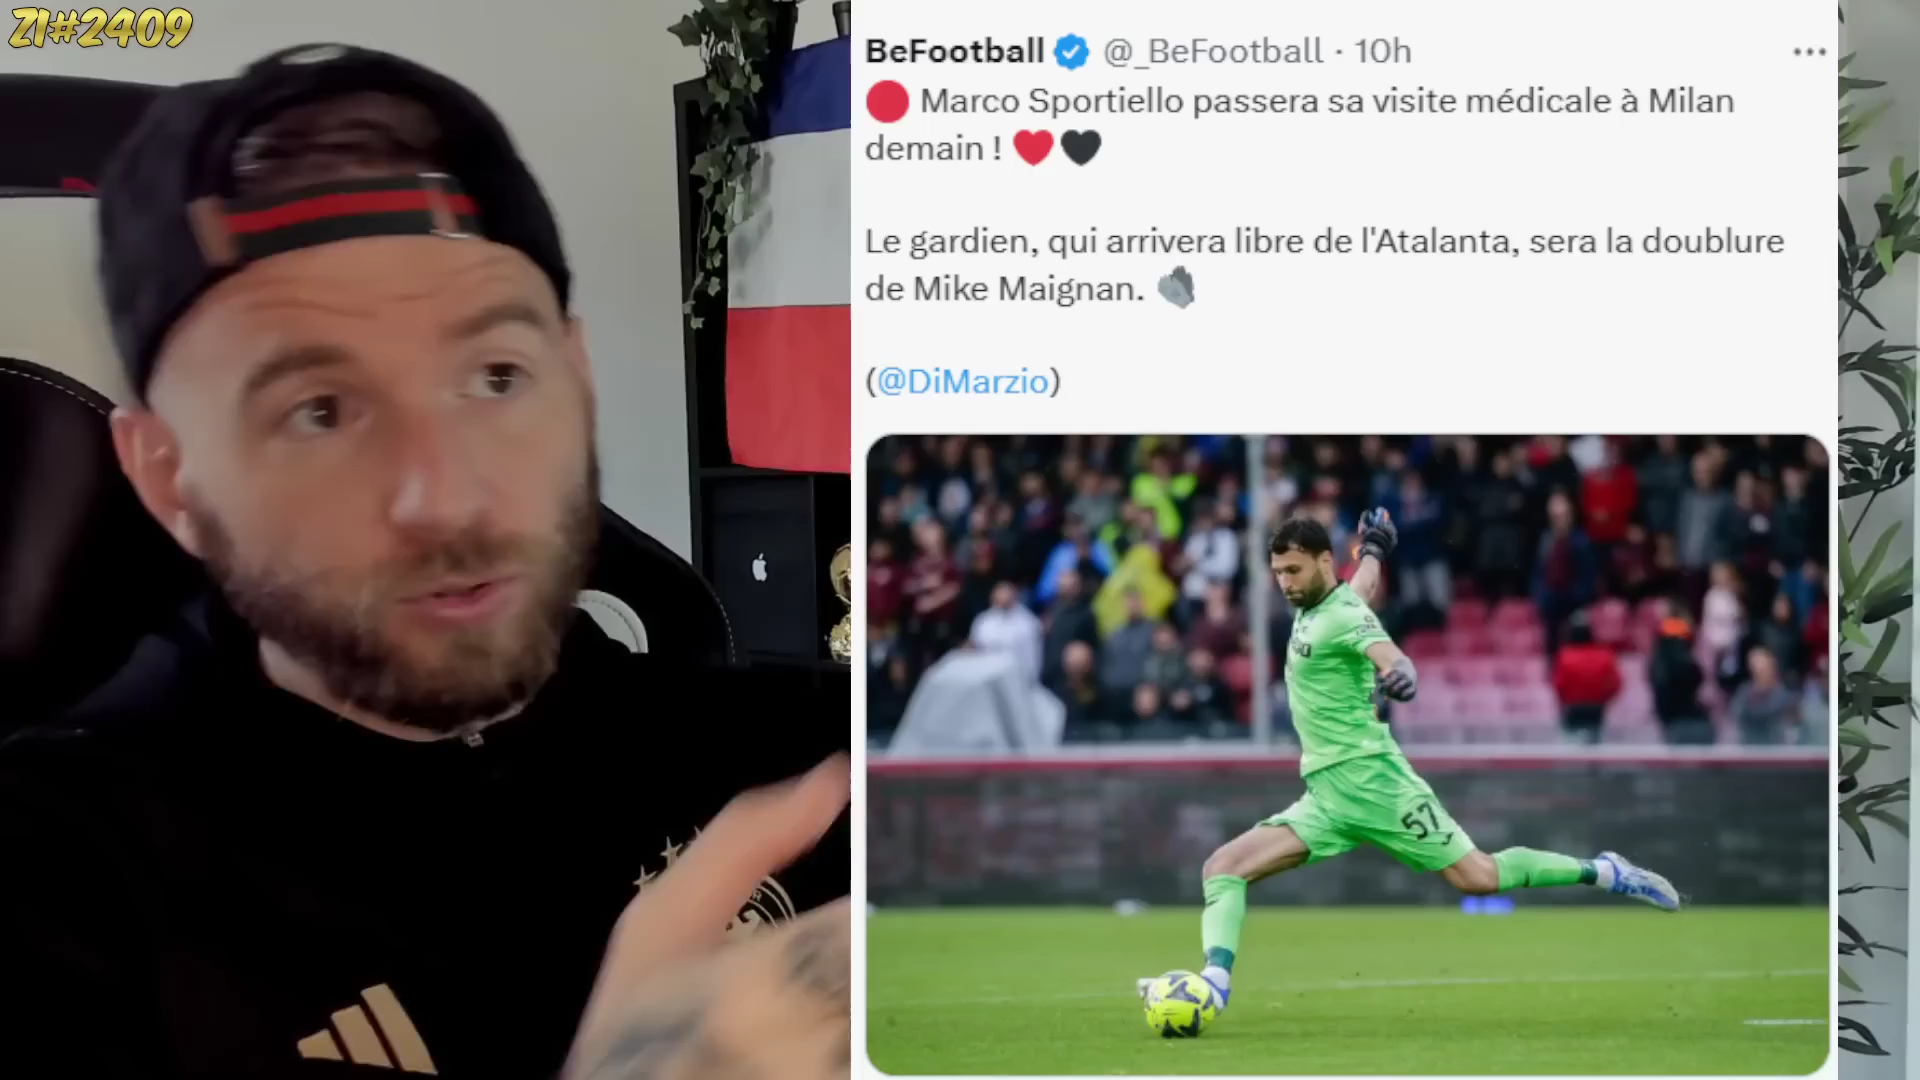 ZI#2409
BeFootball @_BeFootball · 10h
Marco Sportiello passera sa visite médicale à Milan
demain !
Le gardien, qui arrivera libre de l'Atalanta, sera la doublure
de Mike Maignan.
(@DiMarzio)
57